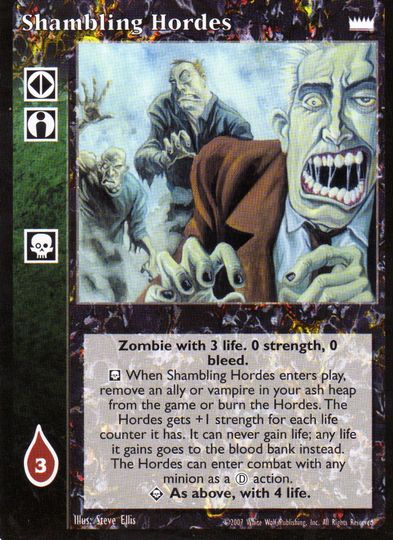 Shambling Hordes
Zombie with 3 life. 0 strength, 0
bleed.
When Shambling Hordes enters play,
remove an ally or vampire in your ash heap
from the game or burn the Hordes. The
Hordes gets +1 strength for each life
counter it has. It can never gain life; any life
it gains goes to the blood bank instead.
The Hordes can enter combat with any
minion as a Ⓓ action.
As above, with 4 life.
3
Illus: Steve Ellis
©2007 White Wolf Publishing, Inc. All Rights Reserved.